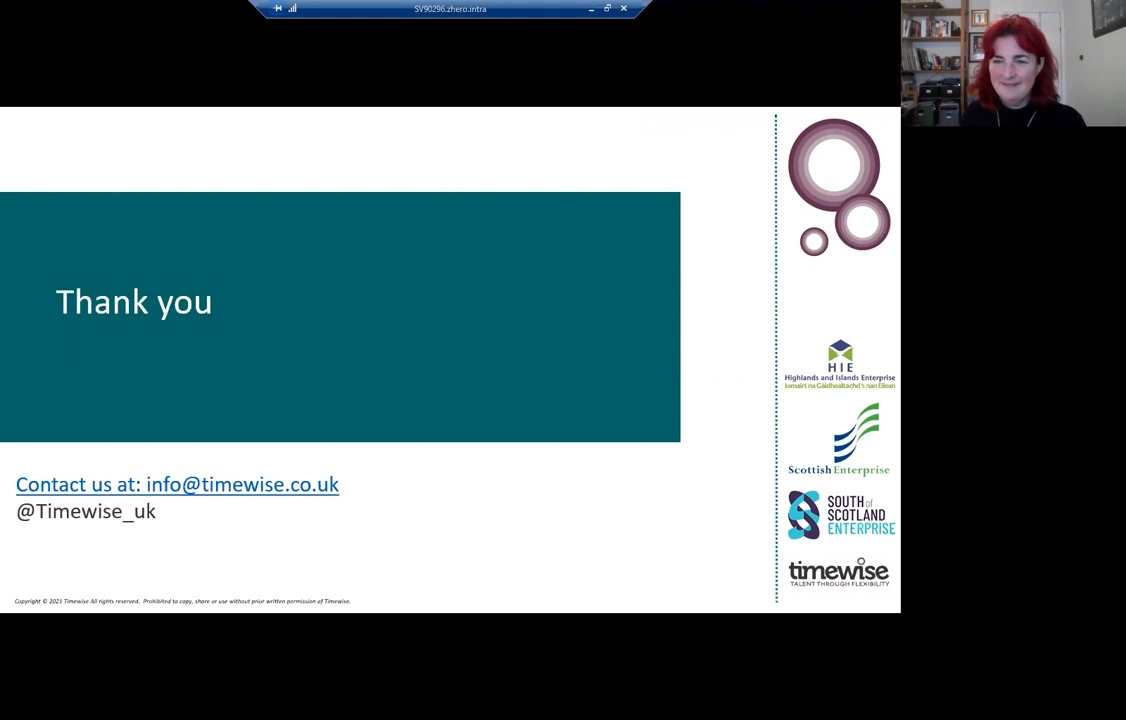 SV90296.zhero.intra
Thank you
Contact us at: info@timewise.co.uk
@Timewise_uk
Copyright © 2021 Timewise All rights reserved. Prohibited to copy, share or use without prior written permission of Timewise.
HIE
Highlands and Islands Enterprise
Iomairt na Gàidhealtachd 's nan Eilean
Scottish Enterprise
SOUTH of
SCOTLAND
ENTERPRISE
timewise
TALENT THROUGH FLEXIBILITY